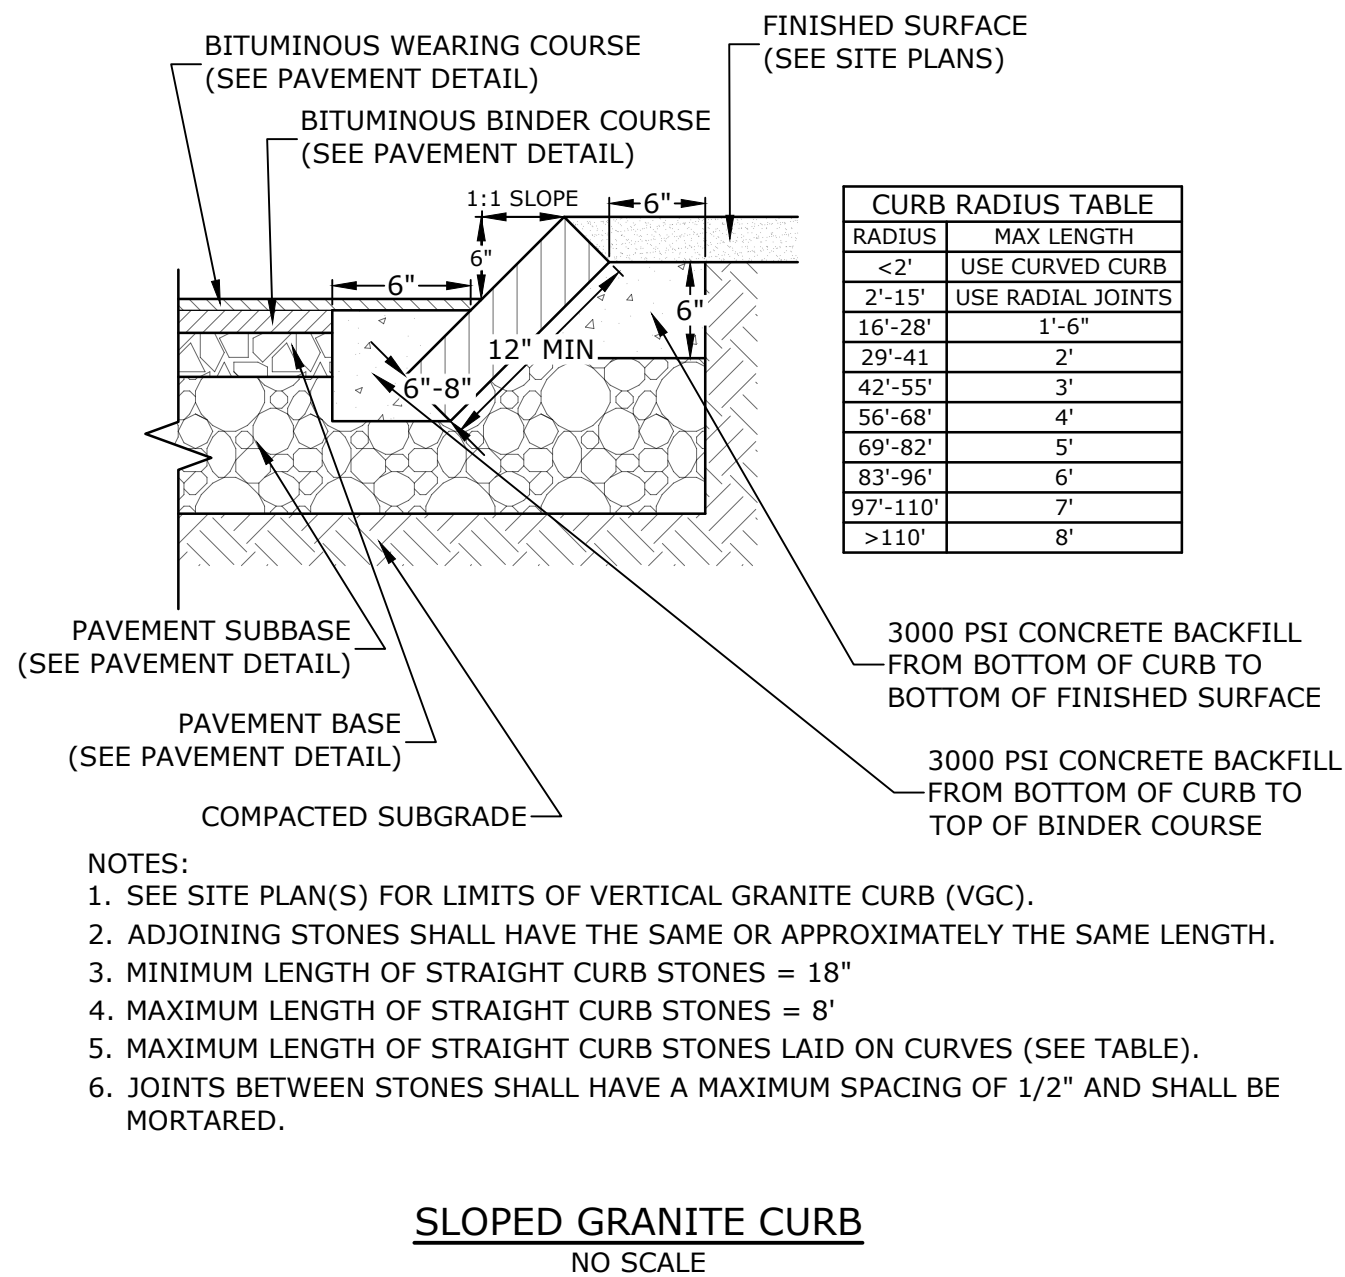 FINISHED SURFACE
(SEE SITE PLANS)
BITUMINOUS WEARING COURSE
(SEE PAVEMENT DETAIL)
BITUMINOUS BINDER COURSE
(SEE PAVEMENT DETAIL)
1:1 SLOPE
6"
6"
6"
6"
12" MIN
6"-8"
CURB RADIUS TABLE
RADIUS MAX LENGTH
<2' USE CURVED CURB
2'-15' USE RADIAL JOINTS
16'-28' 1'-6"
29'-41 2'
42'-55' 3'
56'-68' 4'
69'-82' 5'
83'-96' 6'
97'-110' 7'
>110' 8'
PAVEMENT SUBBASE
(SEE PAVEMENT DETAIL)
PAVEMENT BASE
(SEE PAVEMENT DETAIL)
COMPACTED SUBGRADE
3000 PSI CONCRETE BACKFILL
FROM BOTTOM OF CURB TO
BOTTOM OF FINISHED SURFACE
3000 PSI CONCRETE BACKFILL
FROM BOTTOM OF CURB TO
TOP OF BINDER COURSE
NOTES:
1. SEE SITE PLAN(S) FOR LIMITS OF VERTICAL GRANITE CURB (VGC).
2. ADJOINING STONES SHALL HAVE THE SAME OR APPROXIMATELY THE SAME LENGTH.
3. MINIMUM LENGTH OF STRAIGHT CURB STONES = 18"
4. MAXIMUM LENGTH OF STRAIGHT CURB STONES = 8'
5. MAXIMUM LENGTH OF STRAIGHT CURB STONES LAID ON CURVES (SEE TABLE).
6. JOINTS BETWEEN STONES SHALL HAVE A MAXIMUM SPACING OF 1/2" AND SHALL BE
MORTARED.
SLOPED GRANITE CURB
NO SCALE